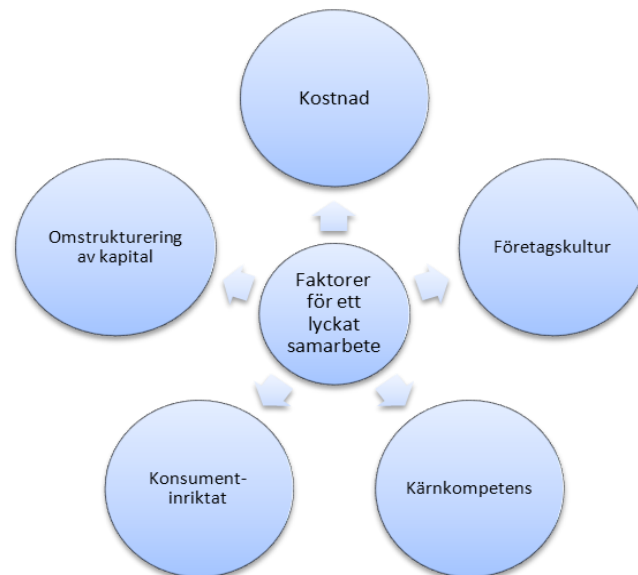 Kostnad
Omstrukturering
av kapital
Företagskultur
Faktorer
för ett
lyckat
samarbete
Konsument-
inriktat
Kärnkompetens